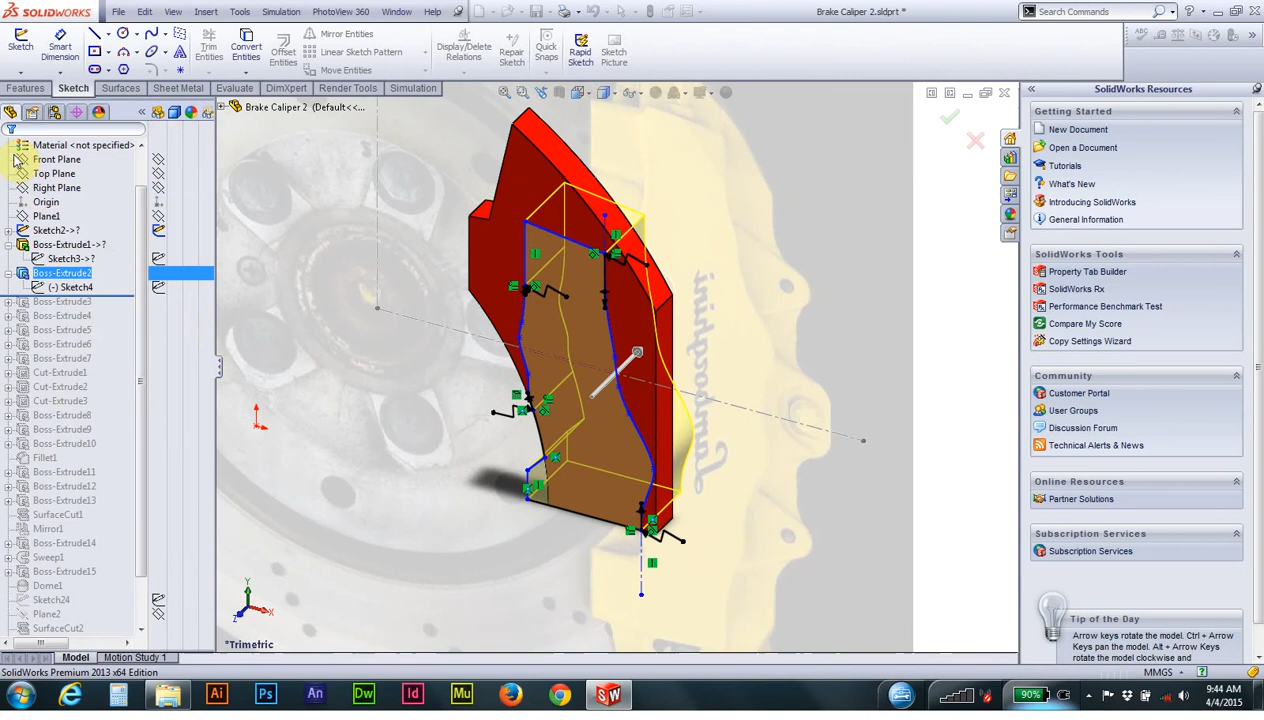 SOLIDWORKS File Edit View Insert Tools Simulation PhotoView 360 Window Help Brake Caliper 2.sldprt * Search Commands
Sketch Smart Dimension Trim Entities Convert Entities Offset Entities Mirror Entities Linear Sketch Pattern Move Entities Display/Delete Relations Repair Sketch Quick Snaps Rapid Sketch Sketch Picture
Features Sketch Surfaces Sheet Metal Evaluate DimXpert Render Tools Simulation
SolidWorks Resources
Brake Caliper 2 (Default<<...
Material <not specified>
Front Plane
Top Plane
Right Plane
Origin
Plane1
Sketch2->?
Boss-Extrude1->?
Sketch3->?
Boss-Extrude2
(-) Sketch4
Boss-Extrude3
Boss-Extrude4
Boss-Extrude5
Boss-Extrude6
Boss-Extrude7
Cut-Extrude1
Cut-Extrude2
Cut-Extrude3
Boss-Extrude8
Boss-Extrude9
Boss-Extrude10
Fillet1
Boss-Extrude11
Boss-Extrude12
Boss-Extrude13
SurfaceCut1
Mirror1
Boss-Extrude14
Sweep1
Boss-Extrude15
Dome1
Sketch24
Plane2
SurfaceCut2
Y
X
Z
*Trimetric
Getting Started
New Document
Open a Document
Tutorials
What's New
Introducing SolidWorks
General Information
SolidWorks Tools
Property Tab Builder
SolidWorks Rx
Performance Benchmark Test
Compare My Score
Copy Settings Wizard
Community
Customer Portal
User Groups
Discussion Forum
Technical Alerts & News
Online Resources
Partner Solutions
Subscription Services
Subscription Services
Tip of the Day
Arrow keys rotate the model. Ctrl + Arrow
Keys pan the model. Alt + Arrow Keys
rotate the model clockwise and
Model Motion Study 1
SolidWorks Premium 2013 x64 Edition MMGS
Ai Ps An Dw Id Mu SW 90% 9:44 AM
4/4/2015